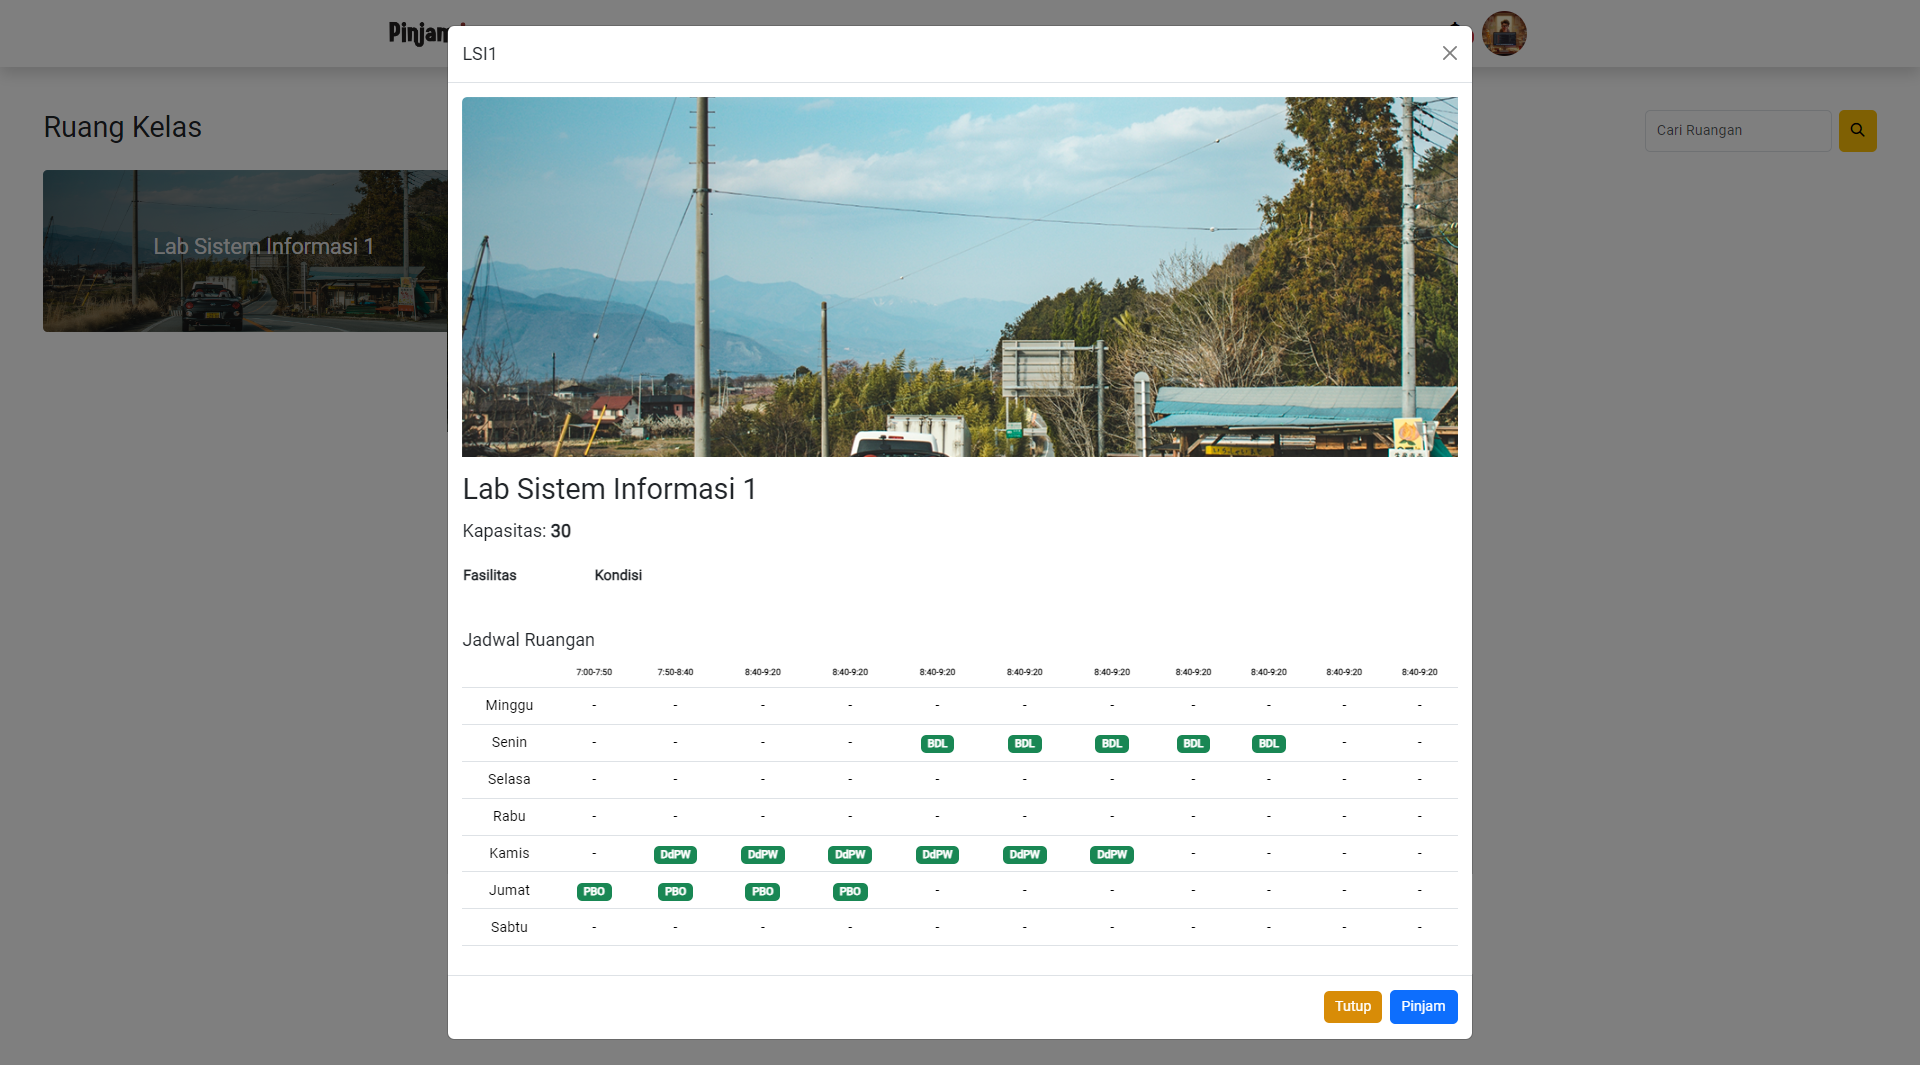 Pinjam
LSI1
Ruang Kelas
Cari Ruangan
Lab Sistem Informasi 1
Lab Sistem Informasi 1
Kapasitas: 30
Fasilitas Kondisi
Jadwal Ruangan
7:00-7:50 7:50-8:40 8:40-9:20 8:40-9:20 8:40-9:20 8:40-9:20 8:40-9:20 8:40-9:20 8:40-9:20 8:40-9:20 8:40-9:20
Minggu - - - - - - - - - - -
Senin - - - - BDL BDL BDL BDL BDL - -
Selasa - - - - - - - - - - -
Rabu - - - - - - - - - - -
Kamis - DdPW DdPW DdPW DdPW DdPW DdPW - - - -
Jumat PBO PBO PBO PBO - - - - - - -
Sabtu - - - - - - - - - - -
Tutup Pinjam